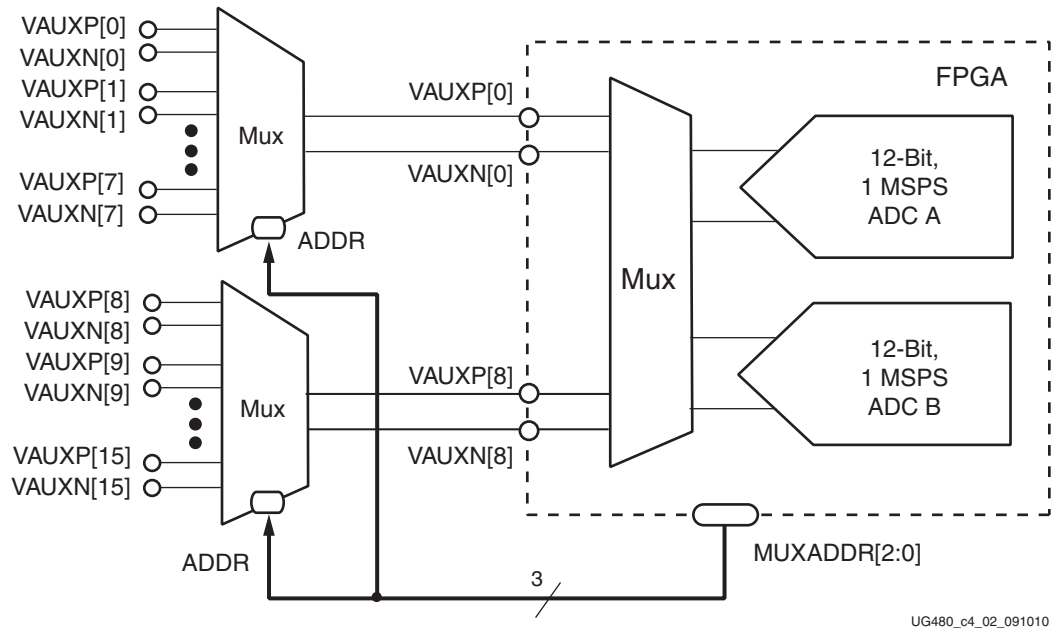 VAUXP[0]
VAUXN[0]
VAUXP[1]
VAUXN[1]
VAUXP[7]
VAUXN[7]
Mux
ADDR
VAUXP[8]
VAUXN[8]
VAUXP[9]
VAUXN[9]
VAUXP[15]
VAUXN[15]
Mux
ADDR
VAUXP[0]
VAUXN[0]
VAUXP[8]
VAUXN[8]
FPGA
Mux
12-Bit,
1 MSPS
ADC A
12-Bit,
1 MSPS
ADC B
MUXADDR[2:0]
3
UG480_c4_02_091010